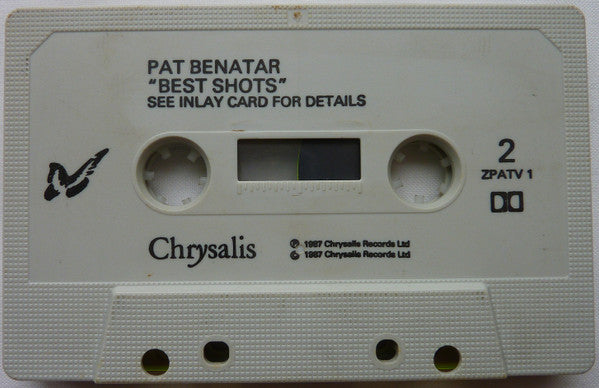 PAT BENATAR
"BEST SHOTS"
SEE INLAY CARD FOR DETAILS
2
ZPATV 1
Chrysalis
℗ 1987 Chrysalis Records Ltd
© 1987 Chrysalis Records Ltd